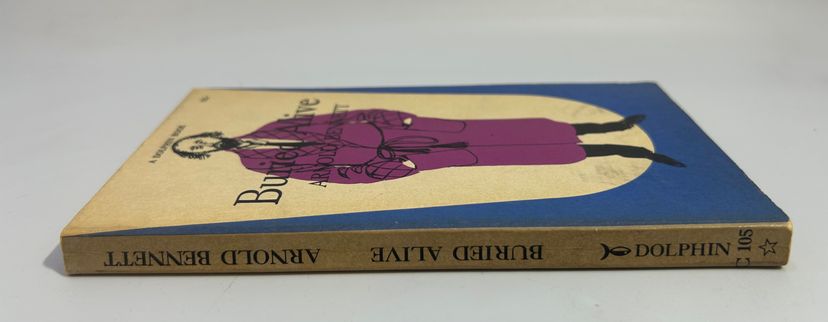 A DOLPHIN BOOK
Buried Alive
ARNOLD BENNETT
ARNOLD BENNETT
BURIED ALIVE
DOLPHIN
C 105